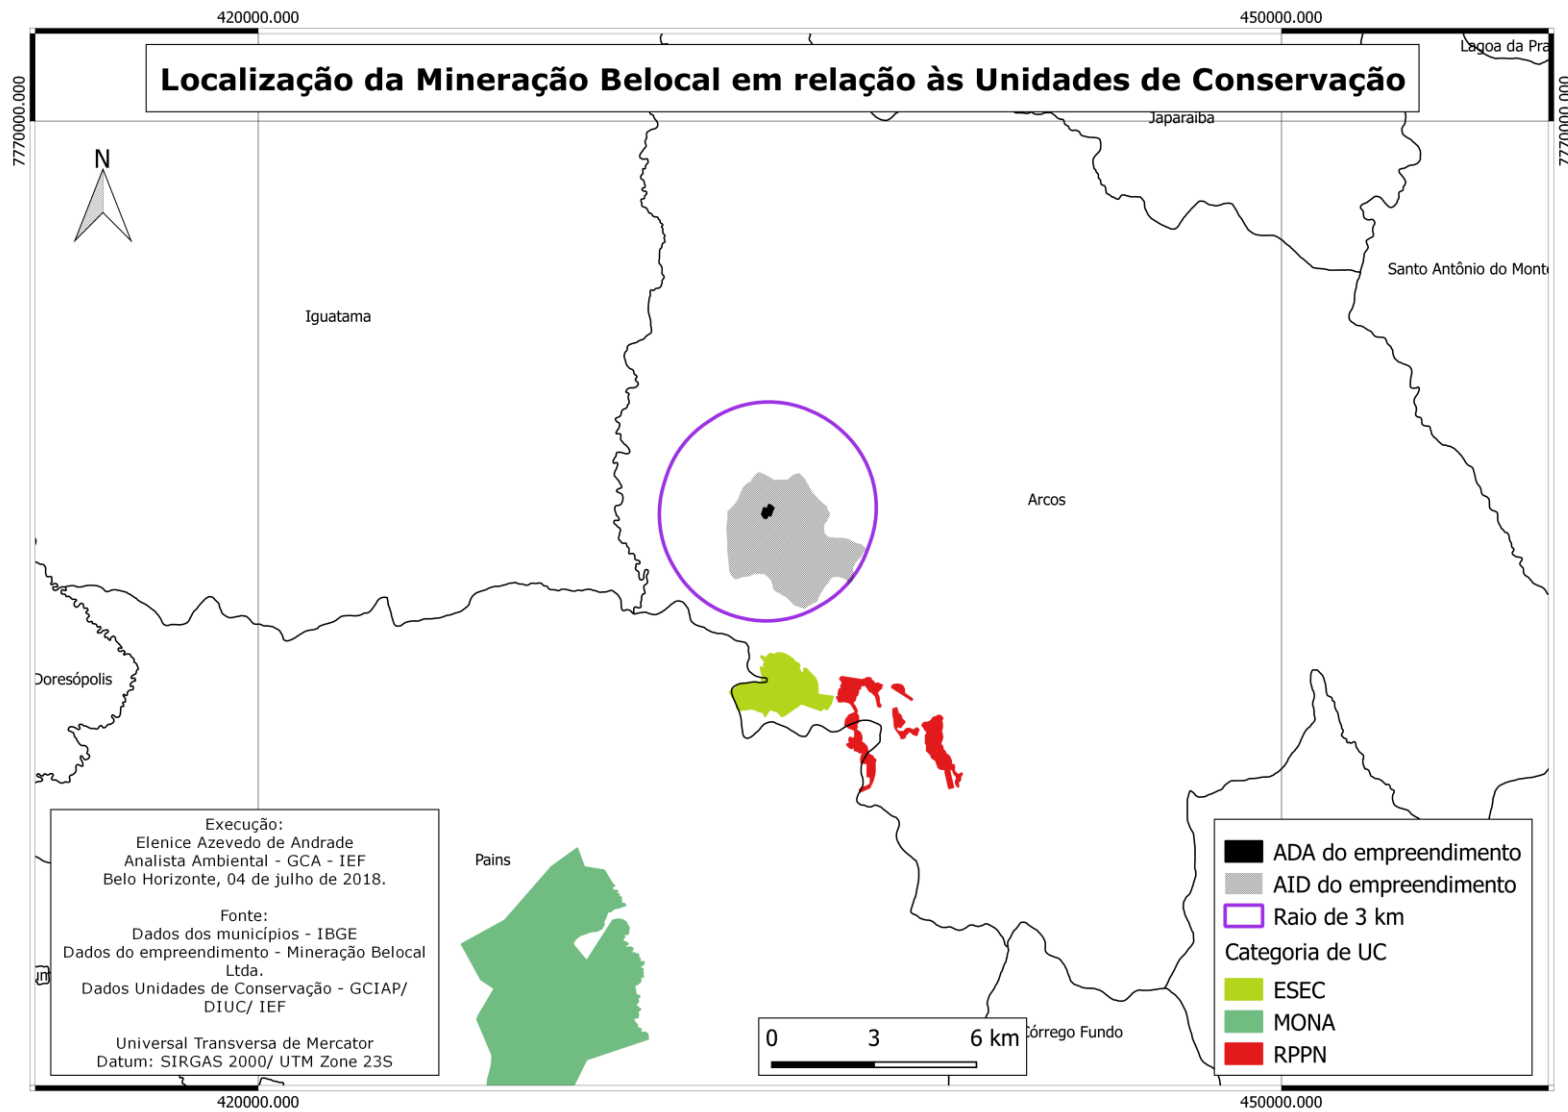 420000.000
450000.000
Lagoa da Pra
Localização da Mineração Belocal em relação às Unidades de Conservação
7770000.000
7770000.000
Japaraíba
N
Santo Antônio do Monte
Iguatama
Arcos
Doresópolis
Pains
Execução:
Elenice Azevedo de Andrade
Analista Ambiental - GCA - IEF
Belo Horizonte, 04 de julho de 2018.
Fonte:
Dados dos municípios - IBGE
Dados do empreendimento - Mineração Belocal
Ltda.
Dados Unidades de Conservação - GCIAP/
DIUC/ IEF
Universal Transversa de Mercator
Datum: SIRGAS 2000/ UTM Zone 23S
0 3 6 km
Córrego Fundo
ADA do empreendimento
AID do empreendimento
Raio de 3 km
Categoria de UC
ESEC
MONA
RPPN
420000.000
450000.000